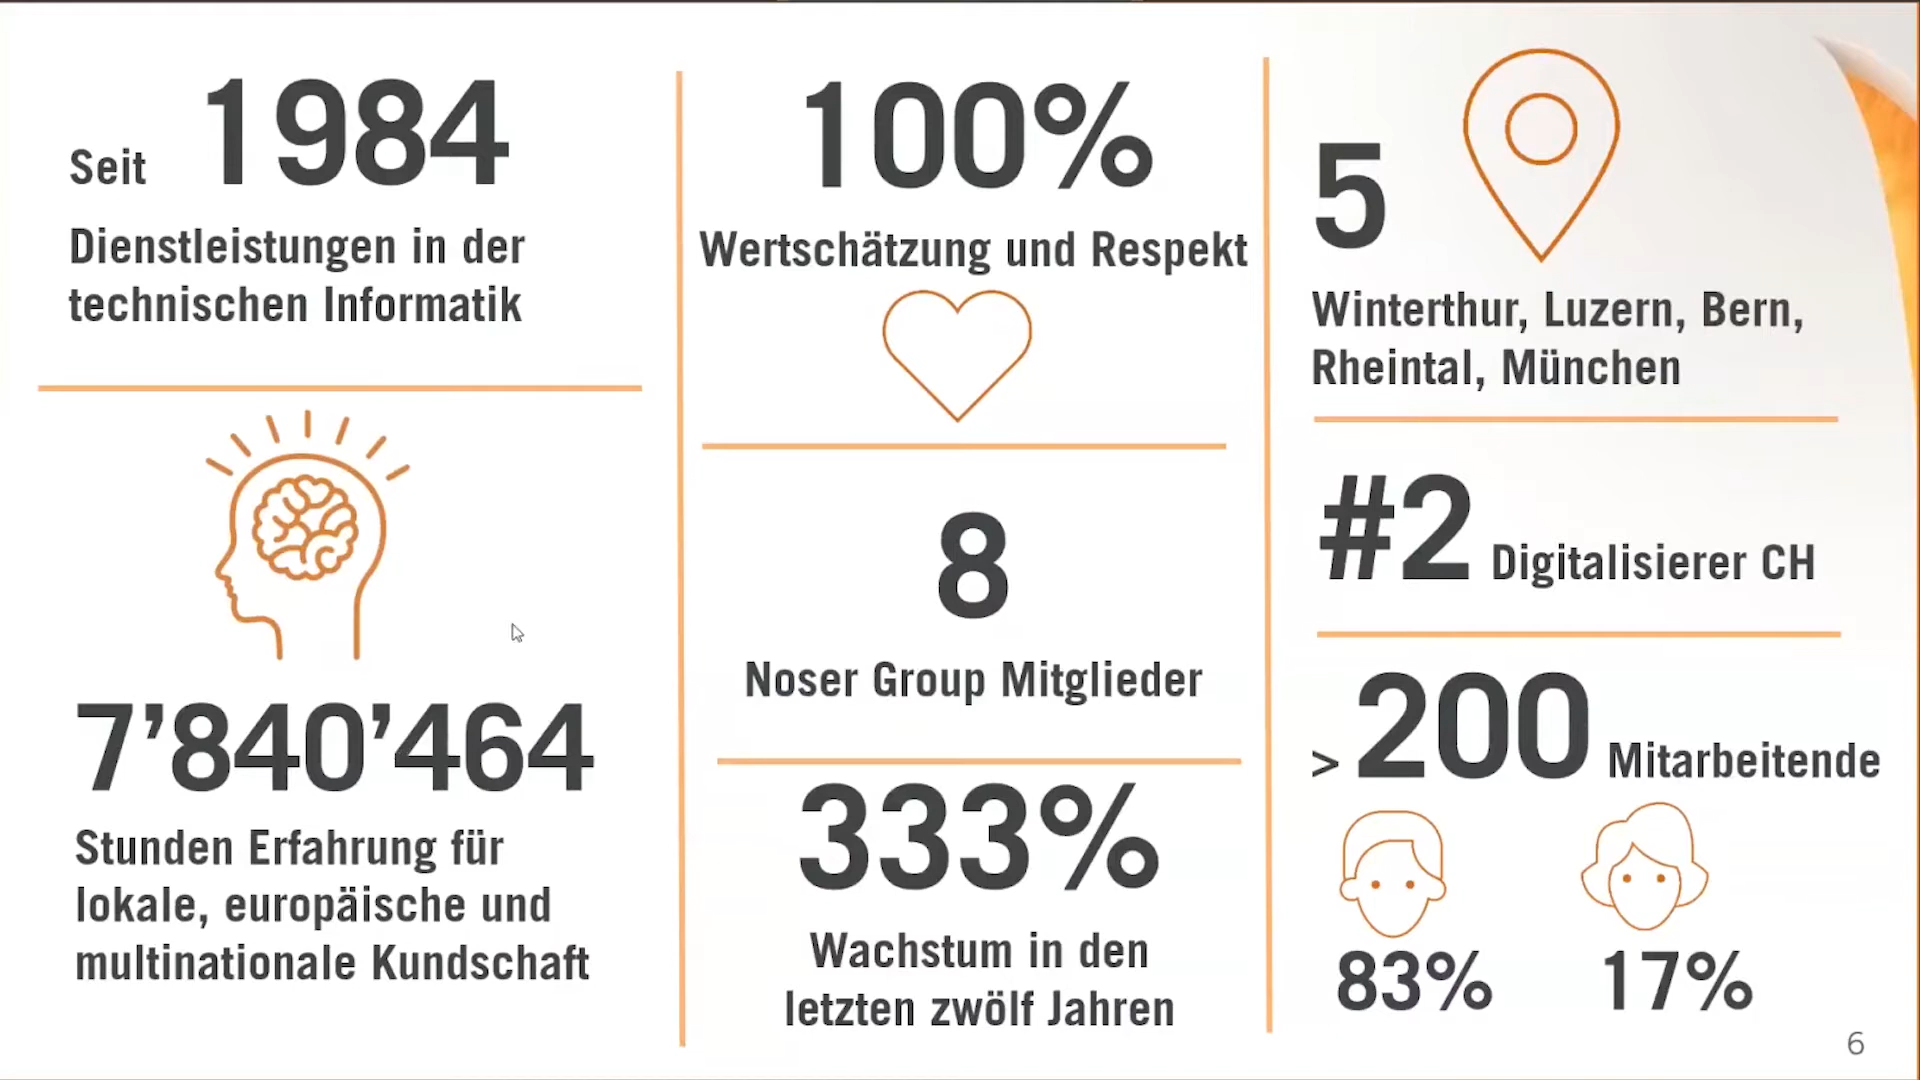 Seit 1984
Dienstleistungen in der
technischen Informatik
7’840’464
Stunden Erfahrung für
lokale, europäische und
multinationale Kundschaft
100%
Wertschätzung und Respekt
8
Noser Group Mitglieder
333%
Wachstum in den
letzten zwölf Jahren
5
Winterthur, Luzern, Bern,
Rheintal, München
#2 Digitalisierer CH
> 200 Mitarbeitende
83% 17%
6